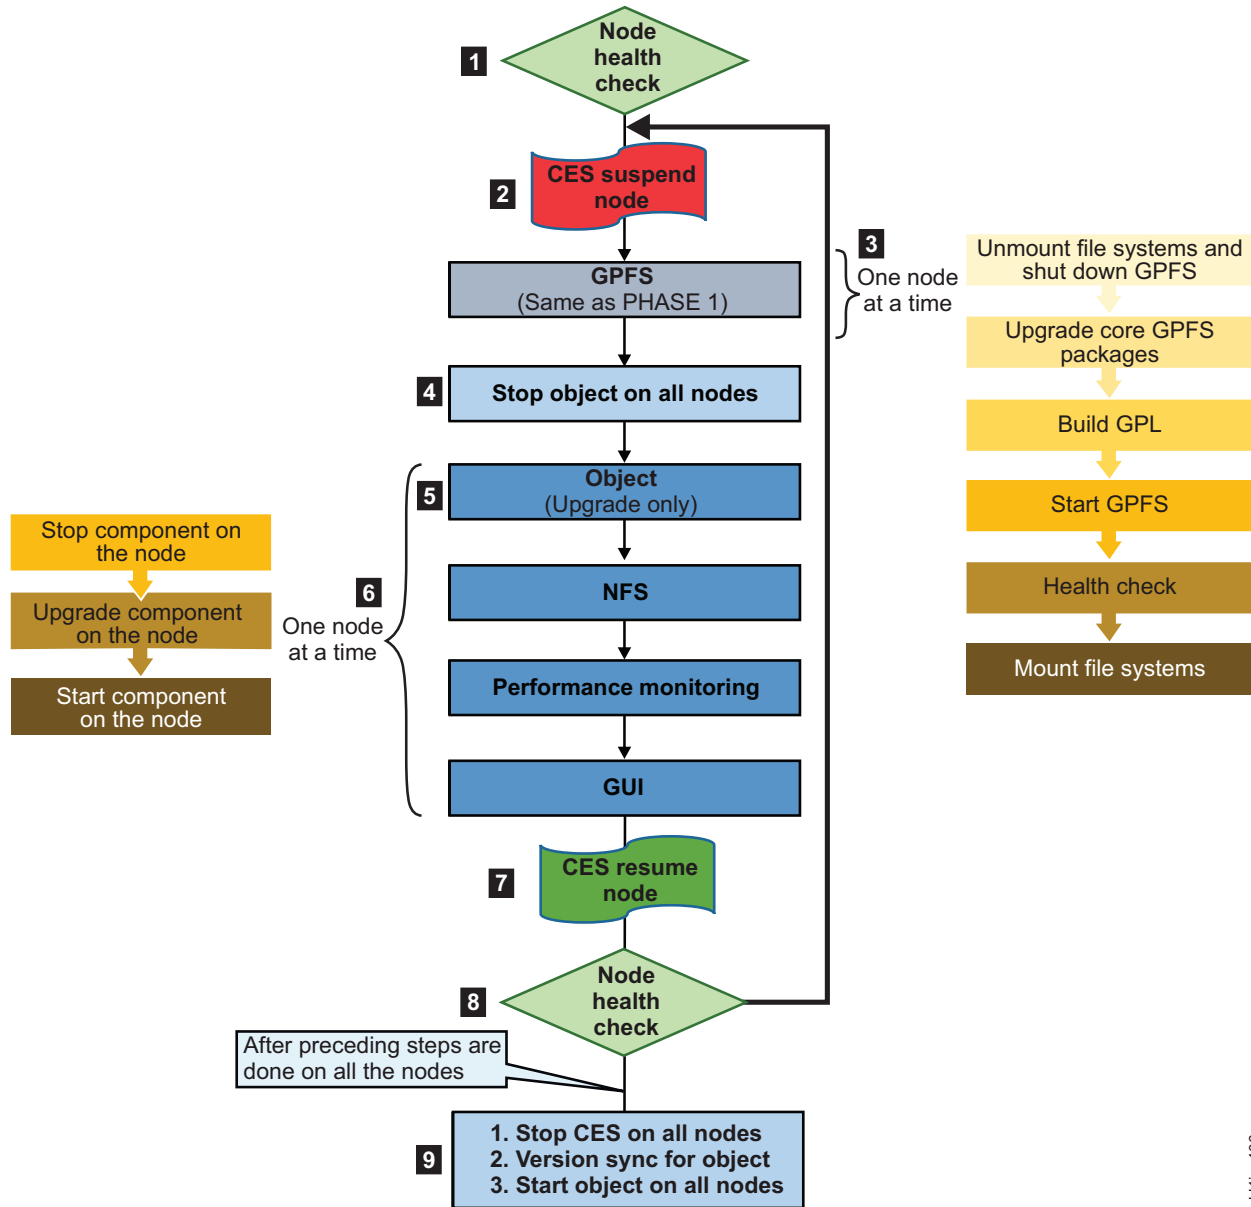 1
Node
health
check
2
CES suspend
node
3
One node
at a time
GPFS
(Same as PHASE 1)
Unmount file systems and
shut down GPFS
Upgrade core GPFS
packages
Build GPL
Start GPFS
Health check
Mount file systems
4
Stop object on all nodes
5
Object
(Upgrade only)
6
One node
at a time
Stop component on
the node
Upgrade component
on the node
Start component
on the node
NFS
Performance monitoring
GUI
7
CES resume
node
8
Node
health
check
After preceding steps are
done on all the nodes
9
1. Stop CES on all nodes
2. Version sync for object
3. Start object on all nodes